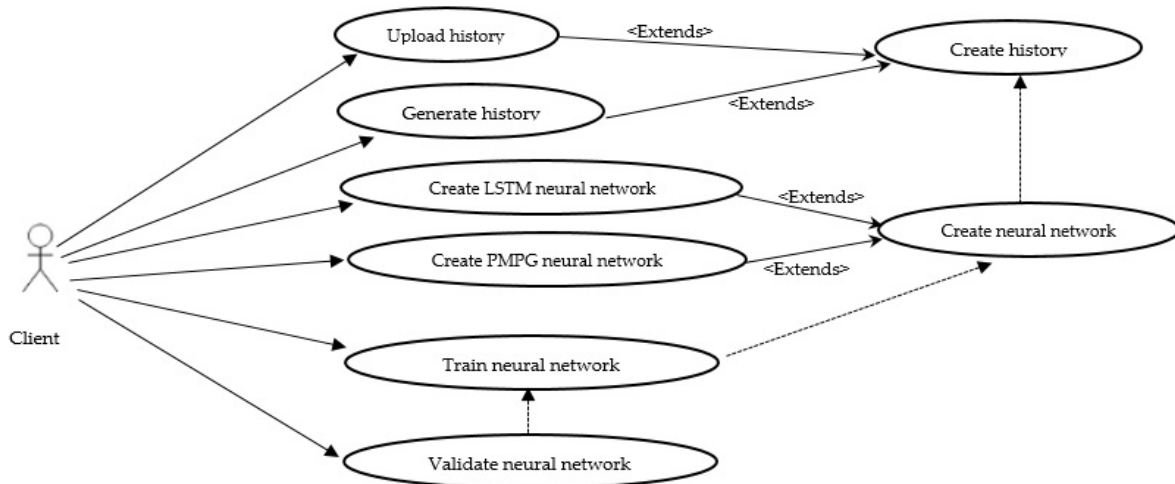 Upload history
<Extends>
Create history
Generate history
<Extends>
Create LSTM neural network
<Extends>
Create neural network
Create PMPG neural network
<Extends>
Client
Train neural network
Validate neural network